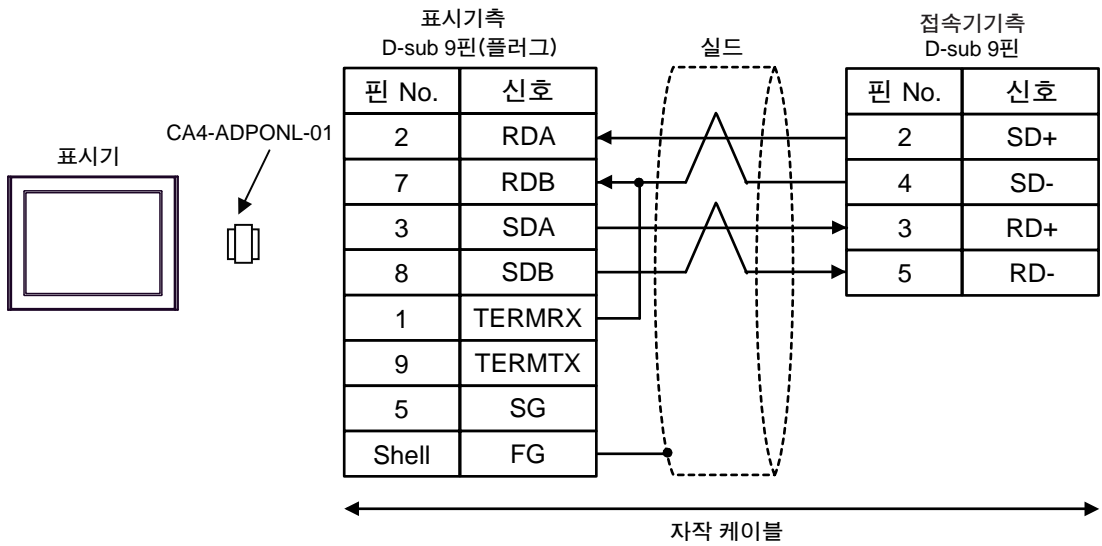 표시기측
D-sub 9핀(플러그)
실드
접속기기측
D-sub 9핀
핀 No. 신호
핀 No. 신호
CA4-ADPONL-01
표시기
2 RDA
2 SD+
7 RDB
4 SD-
3 SDA
3 RD+
8 SDB
5 RD-
1 TERMRX
9 TERMTX
5 SG
Shell FG
자작 케이블